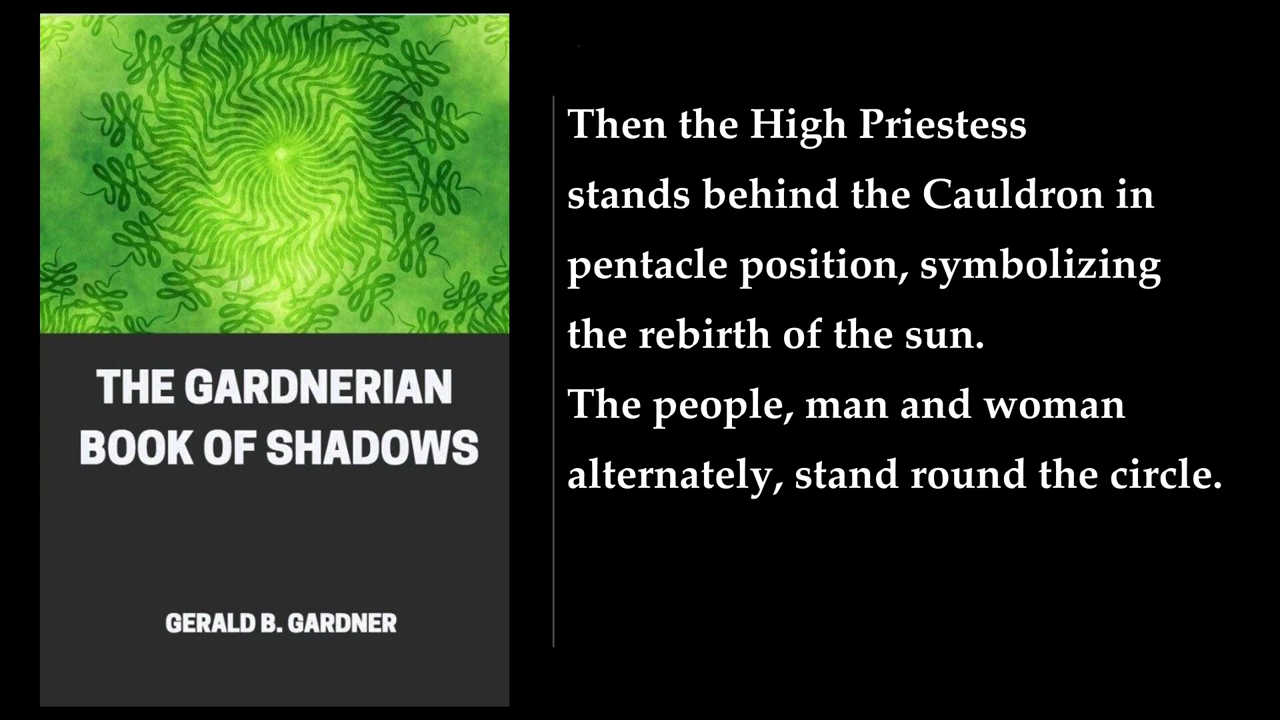 THE GARDNERIAN
BOOK OF SHADOWS
GERALD B. GARDNER
Then the High Priestess
stands behind the Cauldron in
pentacle position, symbolizing
the rebirth of the sun.
The people, man and woman
alternately, stand round the circle.